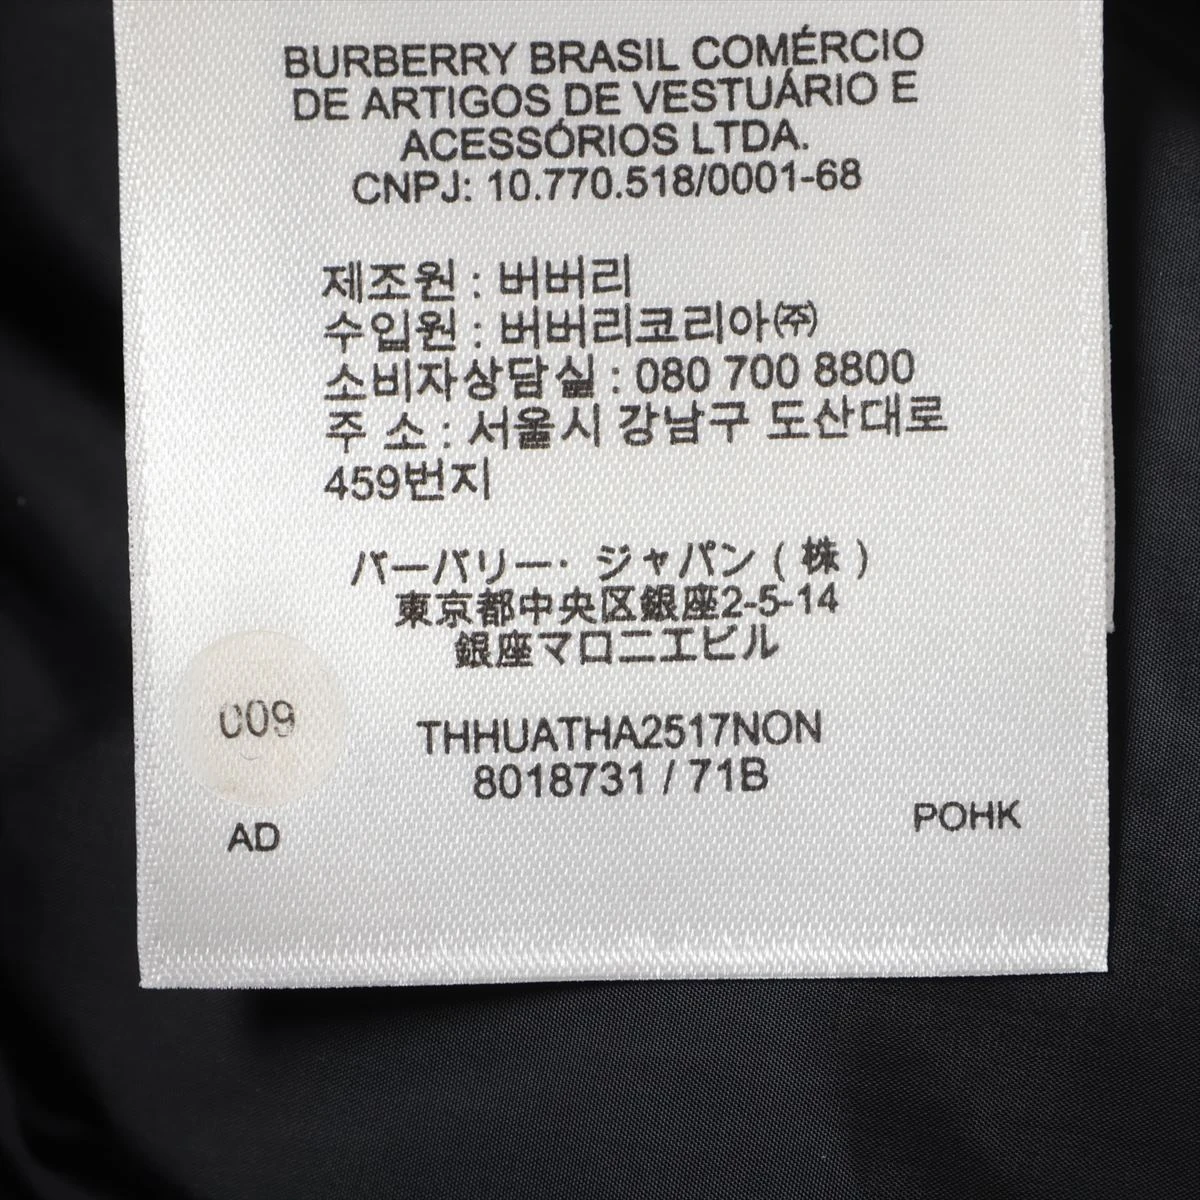 BURBERRY BRASIL COMÉRCIO
DE ARTIGOS DE VESTUÁRIO E
ACESSÓRIOS LTDA.
CNPJ: 10.770.518/0001-68
제조원 : 버버리
수입원 : 버버리코리아㈜
소비자상담실 : 080 700 8800
주 소 : 서울시 강남구 도산대로
459번지
バーバリー・ジャパン ( 株 )
東京都中央区銀座2-5-14
銀座マロニエビル
009
THHUATHA2517NON
8018731 / 71B
AD
POHK